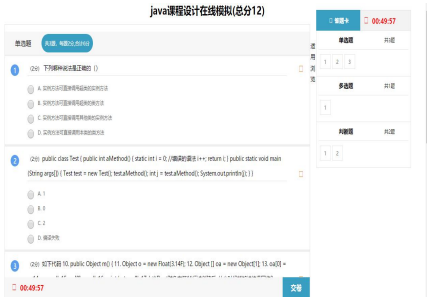 java课程设计在线模拟(总分12)
单选题 共3题，每题2分,合计6分
1 (2分) 下列哪种说法是正确的（）
A. 实例方法可直接调用超类的实例方法
B. 实例方法可直接调用超类的类方法
C. 实例方法可直接调用其他类的实例方法
D. 实例方法可直接调用本类的类方法
2 (2分) public class Test { public int aMethod() { static int i = 0; //错误的语法 i++; return i; } public static void main
(String args[]) { Test test = new Test(); test.aMethod(); int j = test.aMethod(); System.out.println(j); } }
A. 1
B. 0
C. 2
D. 编译失败
3 (2分) 如下代码 10. public Object m() { 11. Object o = new Float(3.14F); 12. Object [] oa = new Object[1]; 13. oa[0] =
00:49:57
交卷
答题卡 00:49:57
单选题 共3题
1 2 3
多选题 共1题
1
判断题 共2题
1 2